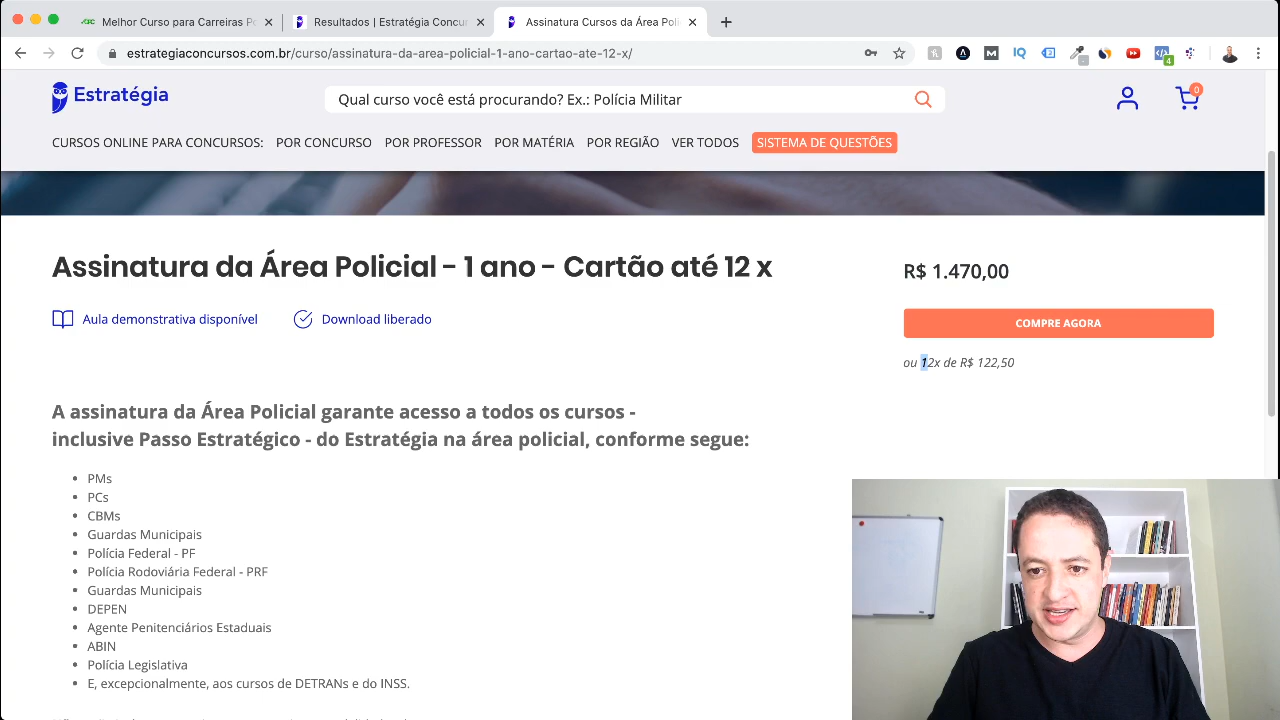 Melhor Curso para Carreiras Po
Resultados | Estratégia Concur
Assinatura Cursos da Área Poli
estrategiaconcursos.com.br/curso/assinatura-da-area-policial-1-ano-cartao-ate-12-x/
Estratégia
Qual curso você está procurando? Ex.: Polícia Militar
0
CURSOS ONLINE PARA CONCURSOS: POR CONCURSO POR PROFESSOR POR MATÉRIA POR REGIÃO VER TODOS SISTEMA DE QUESTÕES
Assinatura da Área Policial - 1 ano - Cartão até 12 x
R$ 1.470,00
Aula demonstrativa disponível Download liberado
COMPRE AGORA
ou 12x de R$ 122,50
A assinatura da Área Policial garante acesso a todos os cursos -
inclusive Passo Estratégico - do Estratégia na área policial, conforme segue:
PMs
PCs
CBMs
Guardas Municipais
Polícia Federal - PF
Polícia Rodoviária Federal - PRF
Guardas Municipais
DEPEN
Agente Penitenciários Estaduais
ABIN
Polícia Legislativa
E, excepcionalmente, aos cursos de DETRANs e do INSS.